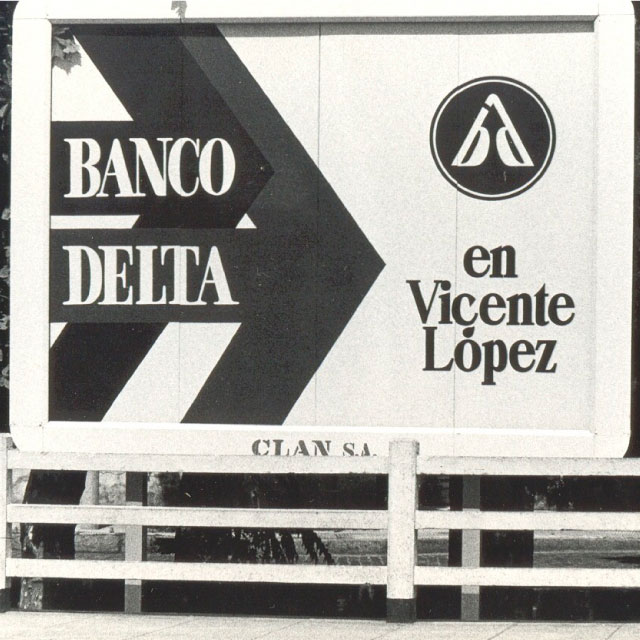 BANCO
DELTA
en
Vicente
López
CLAN S.A.